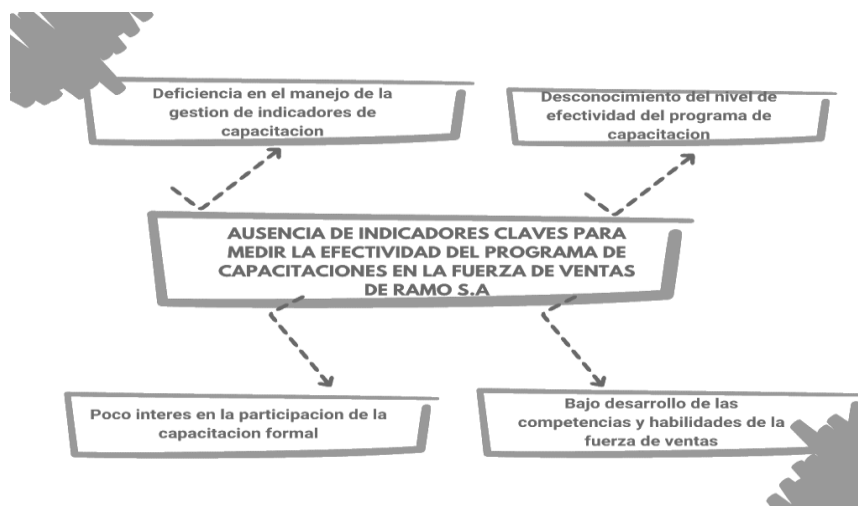 Deficiencia en el manejo de la
gestion de indicadores de
capacitacion
Desconocimiento del nivel de
efectividad del programa de
capacitacion
AUSENCIA DE INDICADORES CLAVES PARA
MEDIR LA EFECTIVIDAD DEL PROGRAMA DE
CAPACITACIONES EN LA FUERZA DE VENTAS
DE RAMO S.A
Poco interes en la participacion de la
capacitacion formal
Bajo desarrollo de las
competencias y habilidades de la
fuerza de ventas